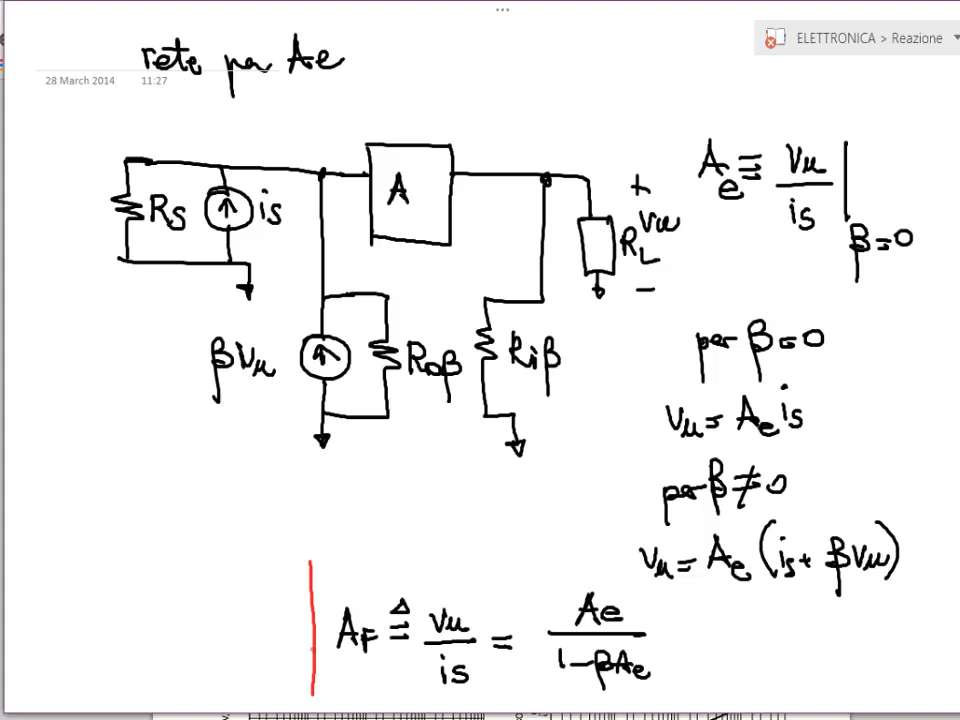 ELETTRONICA > Reazione
rete per Ae
28 March 2014 11:27
A
Rs
is
+
Vu
RL
−
Ae ≡ Vu / is | β=0
βVu
Roβ
Riβ
per β=0
Vu = Ae is
per β≠0
Vu = Ae (is + βVu)
AF ≜ Vu / is = Ae / 1−βAe